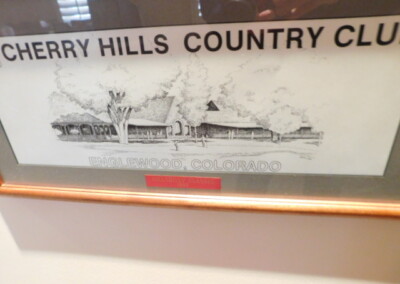 CHERRY HILLS COUNTRY CLU
ENGLEWOOD, COLORADO